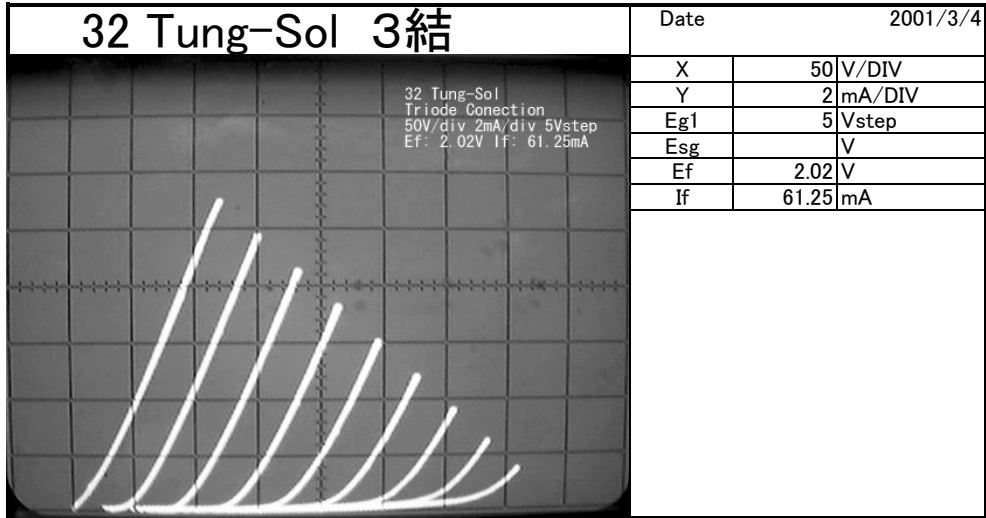 32 Tung-Sol 3結
Date 2001/3/4
X 50 V/DIV
Y 2 mA/DIV
Eg1 5 Vstep
Esg V
Ef 2.02 V
If 61.25 mA
32 Tung-Sol
Triode Conection
50V/div 2mA/div 5Vstep
Ef: 2.02V If: 61.25mA